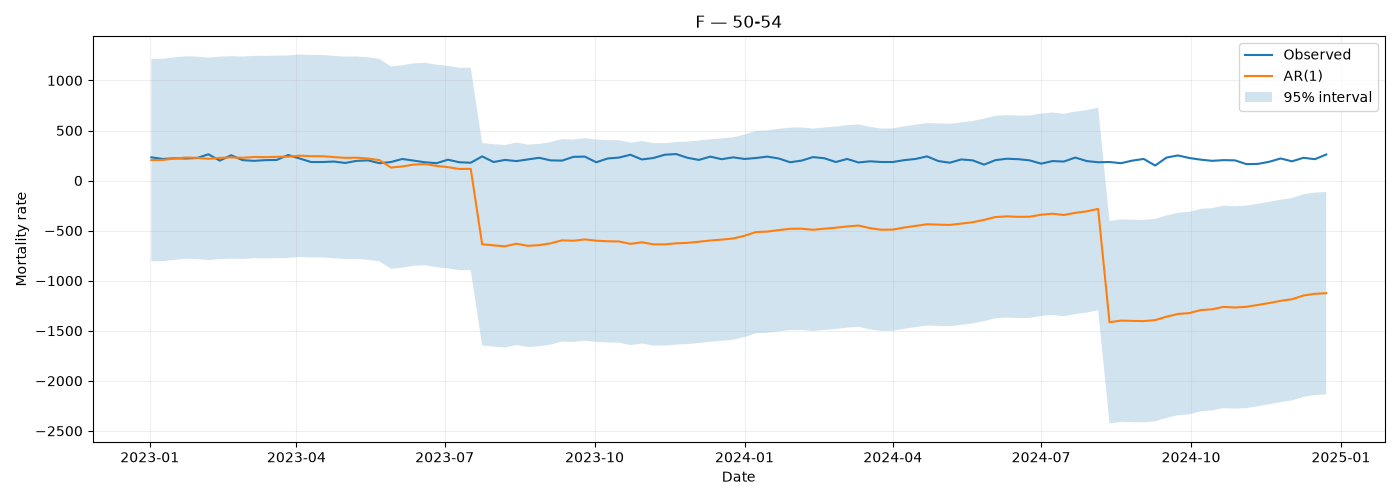 F — 50-54
Mortality rate
1000
500
0
−500
−1000
−1500
−2000
−2500
Observed
AR(1)
95% interval
2023-01
2023-04
2023-07
2023-10
2024-01
2024-04
2024-07
2024-10
2025-01
Date